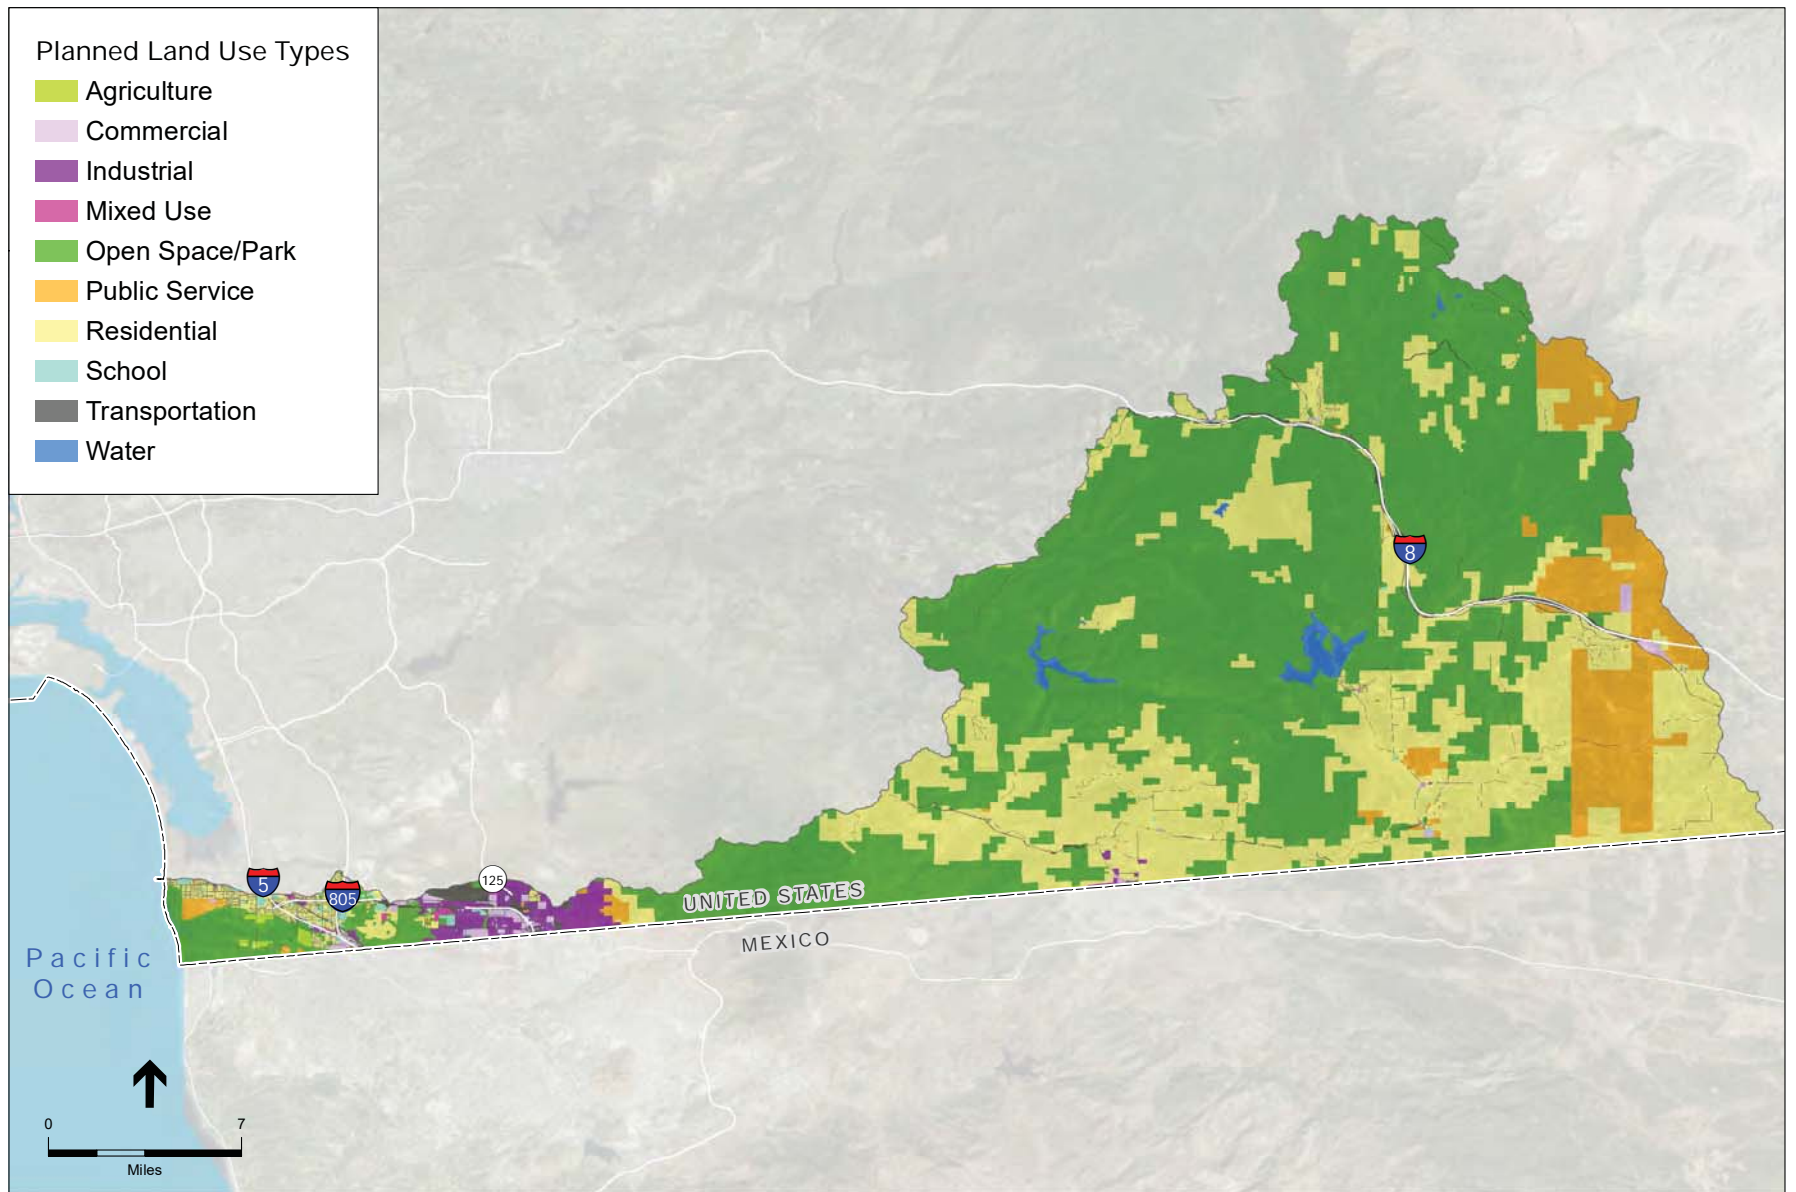 Planned Land Use Types
Agriculture
Commercial
Industrial
Mixed Use
Open Space/Park
Public Service
Residential
School
Transportation
Water
8
5
805
125
UNITED STATES
MEXICO
Pacific
Ocean
0 7
Miles